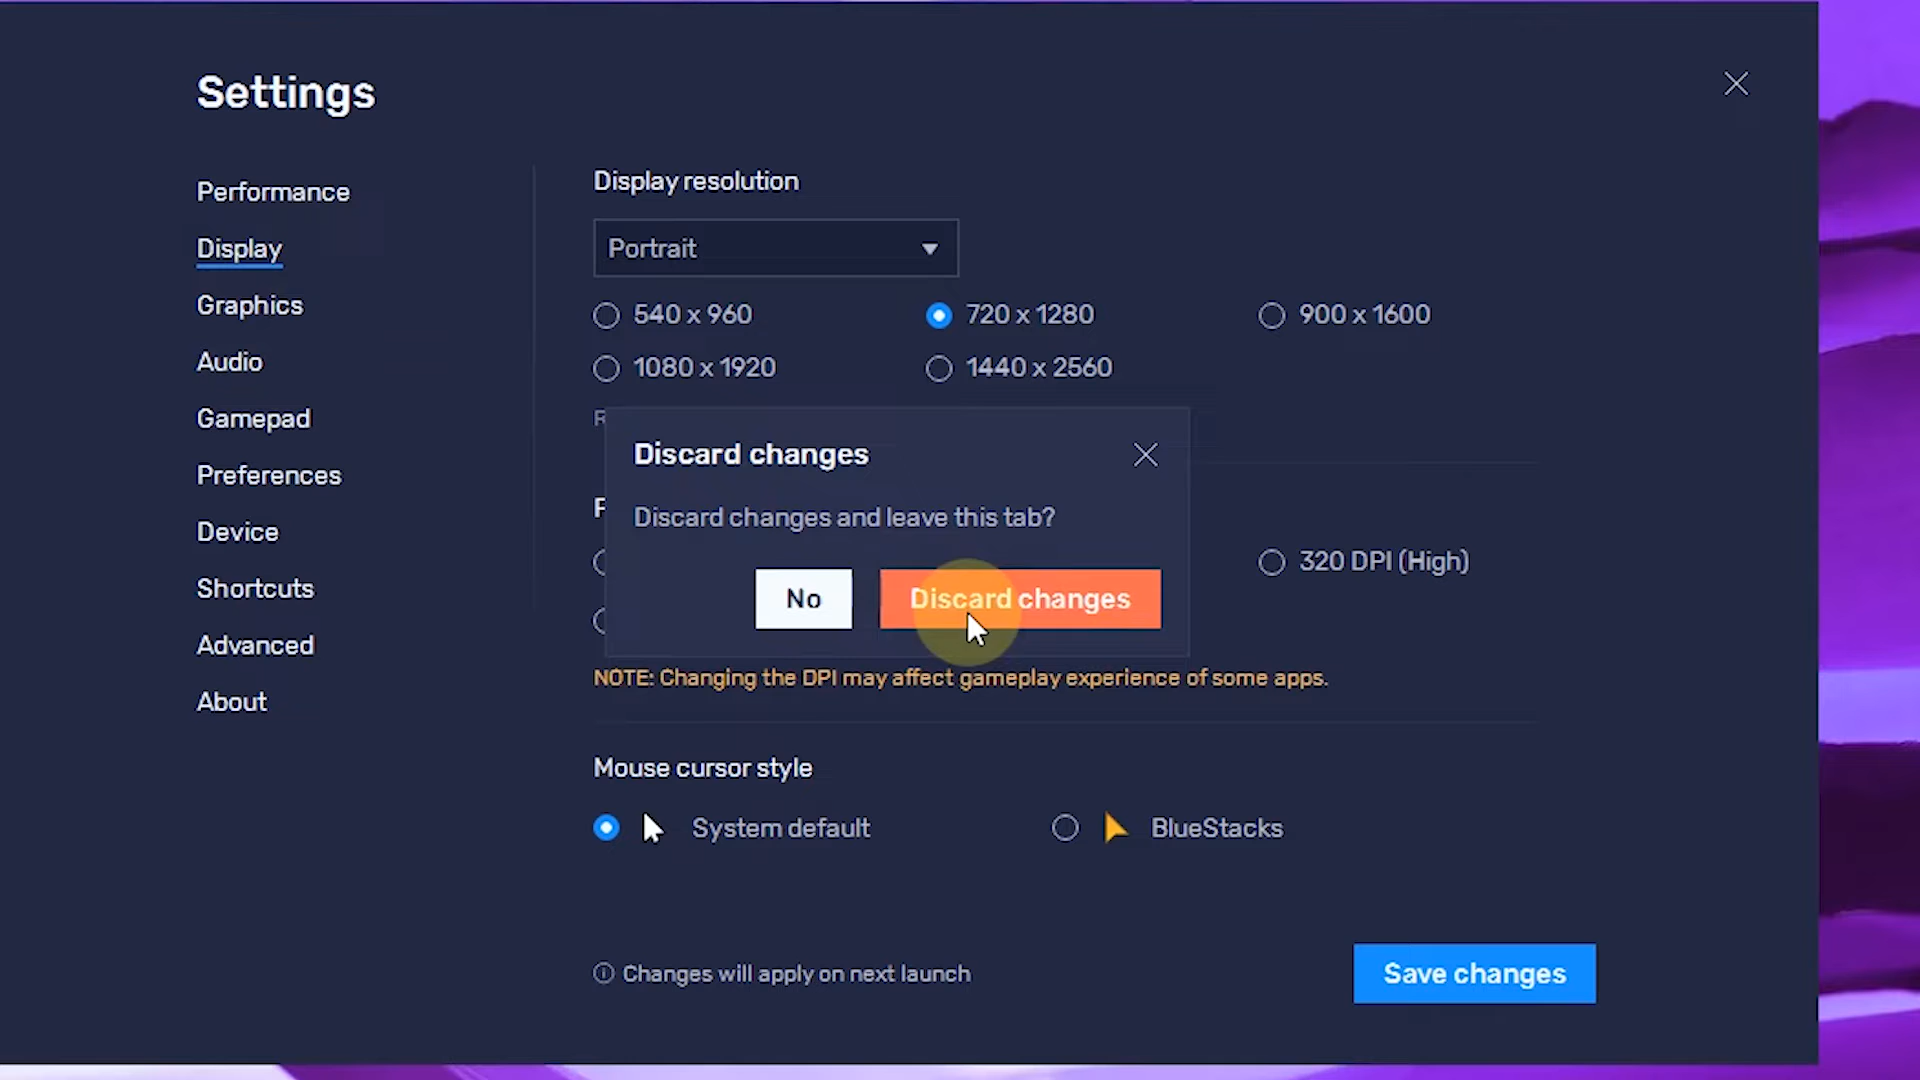 Settings
Performance
Display
Graphics
Audio
Gamepad
Preferences
Device
Shortcuts
Advanced
About
Display resolution
Portrait
540 x 960
720 x 1280
900 x 1600
1080 x 1920
1440 x 2560
Discard changes
Discard changes and leave this tab?
No
Discard changes
320 DPI (High)
NOTE: Changing the DPI may affect gameplay experience of some apps.
Mouse cursor style
System default
BlueStacks
Changes will apply on next launch
Save changes